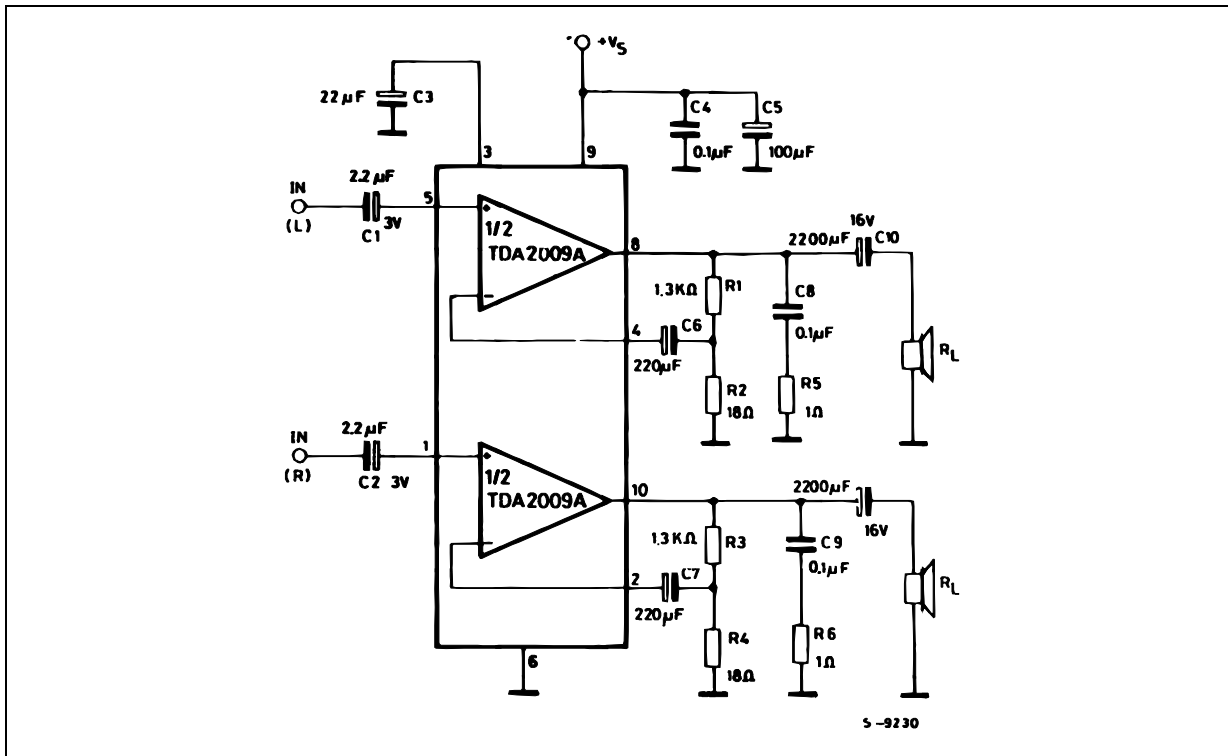 +VS
22µF C3
C4
C5
0.1µF
100µF
3
9
2.2µF
IN
(L)
C1
3V
5
+
1/2
TDA2009A
–
8
16V
2200µF C10
1.3KΩ R1
C8
0.1µF
4
C6
220µF
RL
R2
18Ω
R5
1Ω
2.2µF
IN
(R)
C2 3V
1
+
1/2
TDA2009A
–
10
2200µF
16V
1.3KΩ R3
C9
0.1µF
2
C7
220µF
RL
R4
18Ω
R6
1Ω
6
S-9230